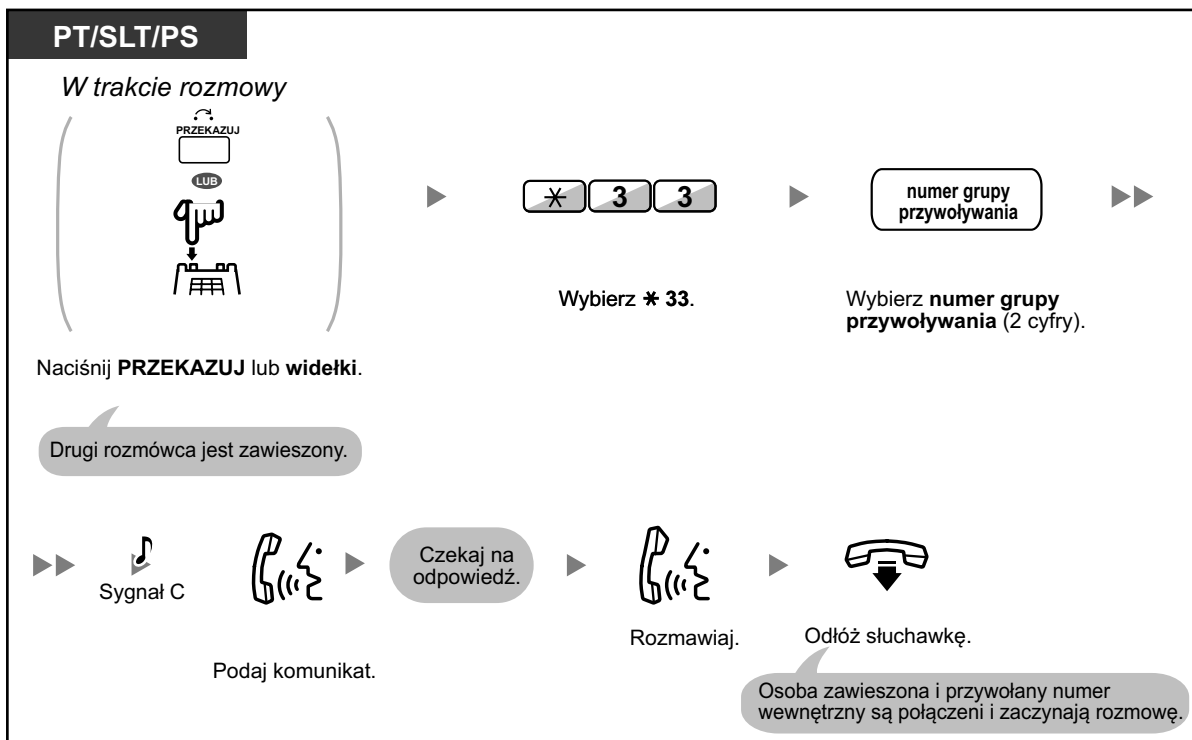 PT/SLT/PS
W trakcie rozmowy
PRZEKAZUJ
LUB
* 3 3
numer grupy
przywoływania
Wybierz * 33.
Wybierz numer grupy
przywoływania (2 cyfry).
Naciśnij PRZEKAZUJ lub widełki.
Drugi rozmówca jest zawieszony.
Sygnał C
Podaj komunikat.
Czekaj na
odpowiedź.
Rozmawiaj.
Odłóż słuchawkę.
Osoba zawieszona i przywołany numer
wewnętrzny są połączeni i zaczynają rozmowę.